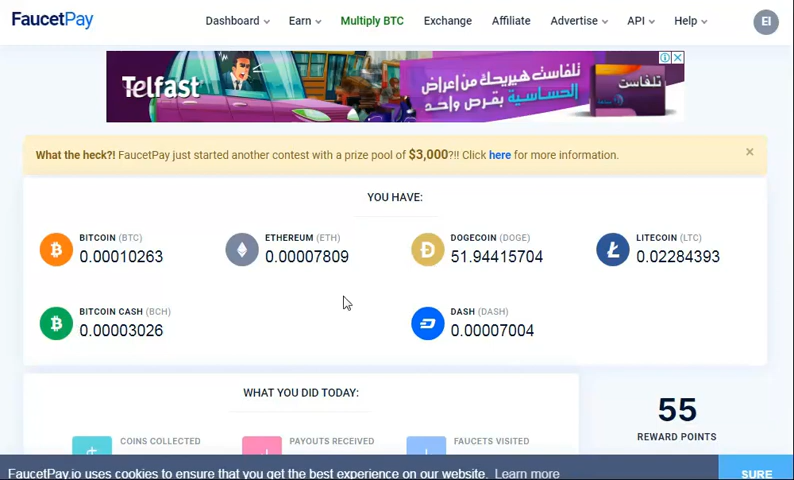 FaucetPay
Dashboard Earn Multiply BTC Exchange Affiliate Advertise API Help EI
Telfast
تلفاست هيريحك من إعراض
الحساسية بقرص واحد
تلفاست
What the heck?! FaucetPay just started another contest with a prize pool of $3,000?!! Click here for more information.
YOU HAVE:
BITCOIN (BTC)
0.00010263
ETHEREUM (ETH)
0.00007809
DOGECOIN (DOGE)
51.94415704
LITECOIN (LTC)
0.02284393
BITCOIN CASH (BCH)
0.00003026
DASH (DASH)
0.00007004
WHAT YOU DID TODAY:
COINS COLLECTED
PAYOUTS RECEIVED
FAUCETS VISITED
55
REWARD POINTS
FaucetPay.io uses cookies to ensure that you get the best experience on our website. Learn more
SURE